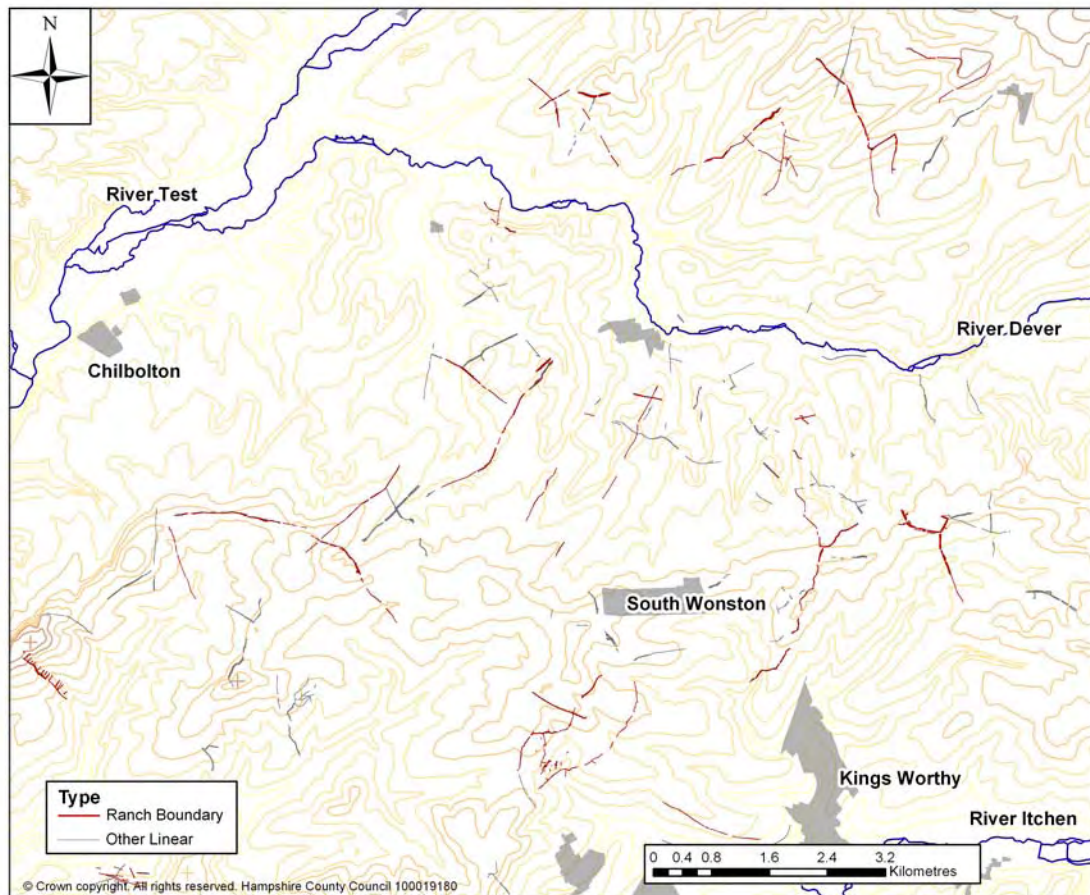 N
River Test
River Dever
Chilbolton
South Wonston
Kings Worthy
River Itchen
Type
Ranch Boundary
Other Linear
0 0.4 0.8 1.6 2.4 3.2
Kilometres
© Crown copyright. All rights reserved. Hampshire County Council 100019180